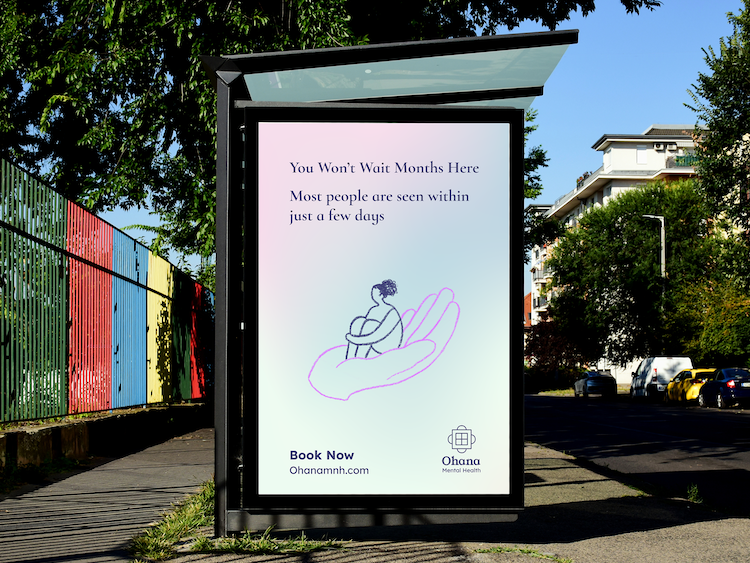 You Won't Wait Months Here
Most people are seen within
just a few days
Book Now
Ohanamnh.com
Ohana
Mental Health